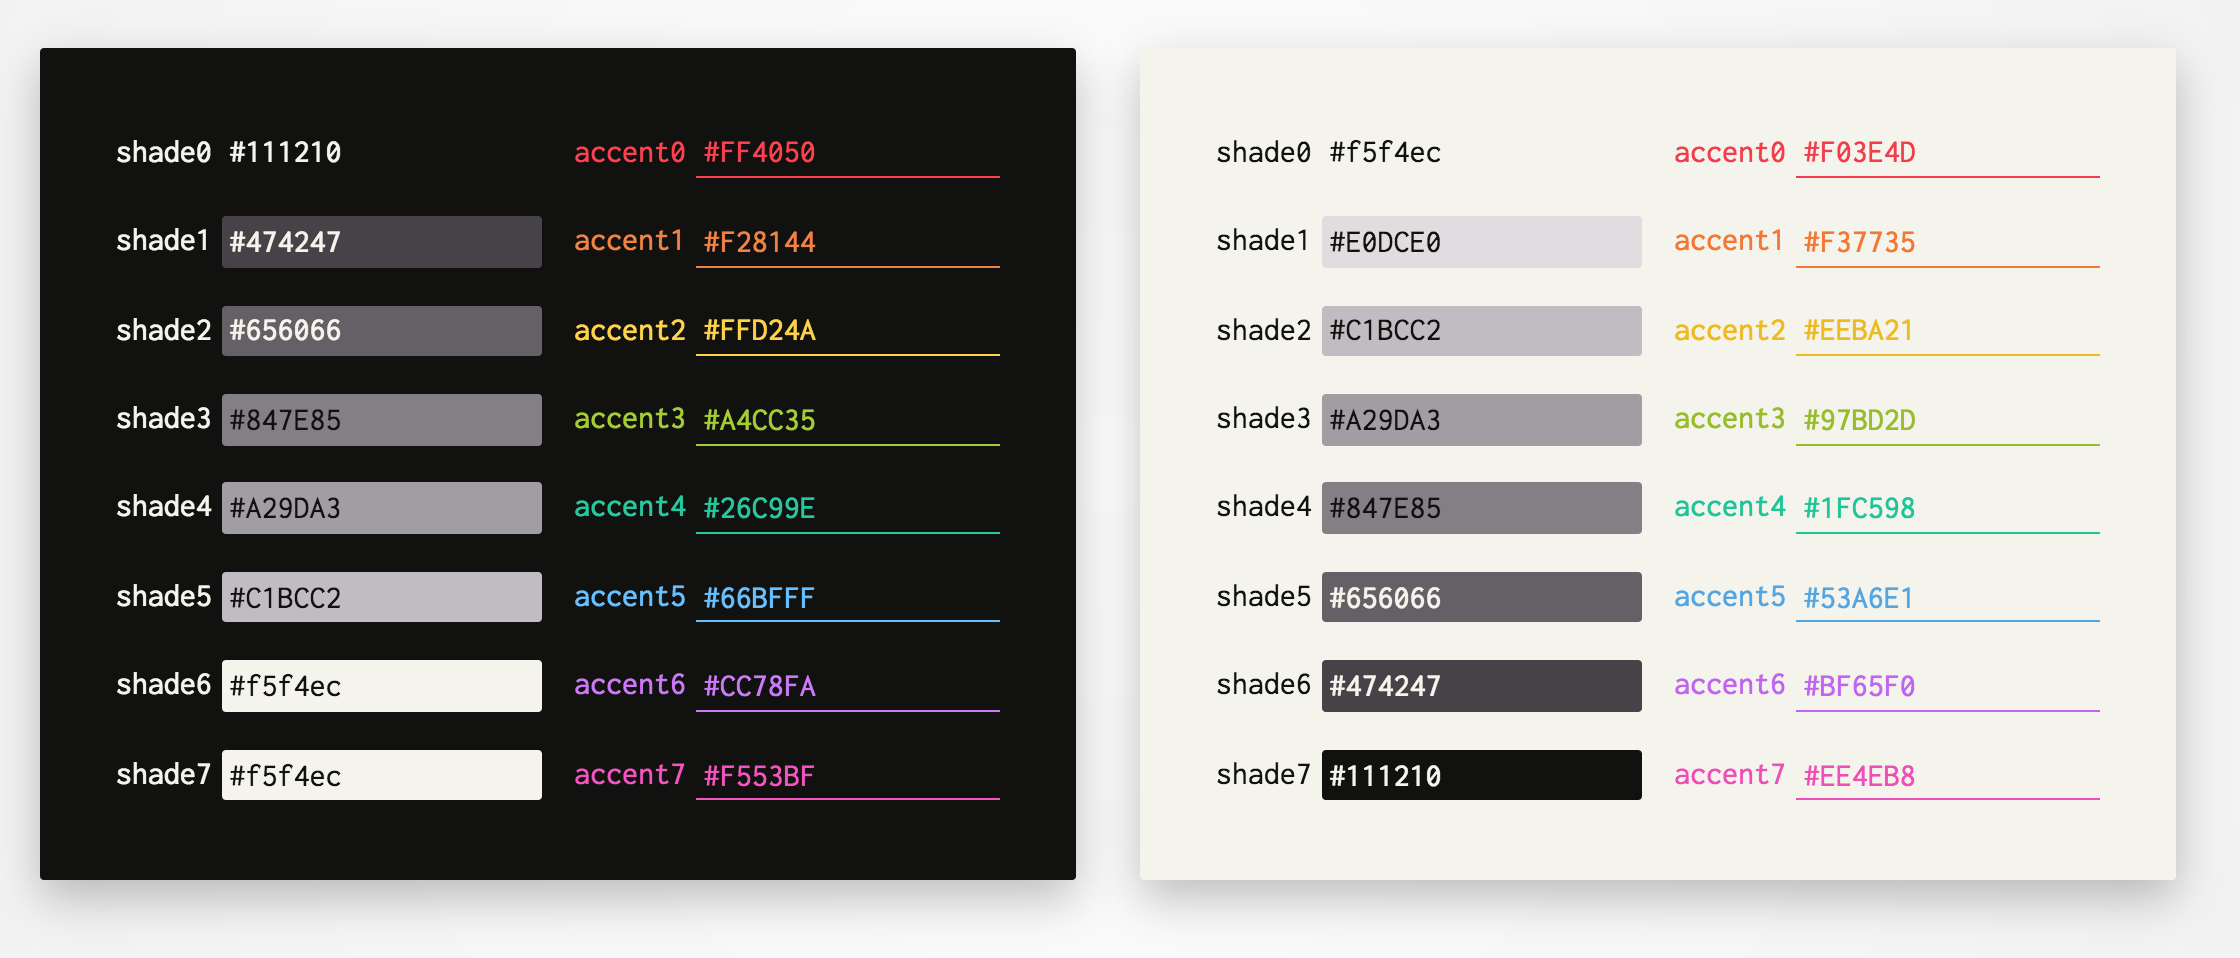 shade0 #111210
shade1 #474247
shade2 #656066
shade3 #847E85
shade4 #A29DA3
shade5 #C1BCC2
shade6 #f5f4ec
shade7 #f5f4ec
accent0 #FF4050
accent1 #F28144
accent2 #FFD24A
accent3 #A4CC35
accent4 #26C99E
accent5 #66BFFF
accent6 #CC78FA
accent7 #F553BF
shade0 #f5f4ec
shade1 #E0DCE0
shade2 #C1BCC2
shade3 #A29DA3
shade4 #847E85
shade5 #656066
shade6 #474247
shade7 #111210
accent0 #F03E4D
accent1 #F37735
accent2 #EEBA21
accent3 #97BD2D
accent4 #1FC598
accent5 #53A6E1
accent6 #BF65F0
accent7 #EE4EB8